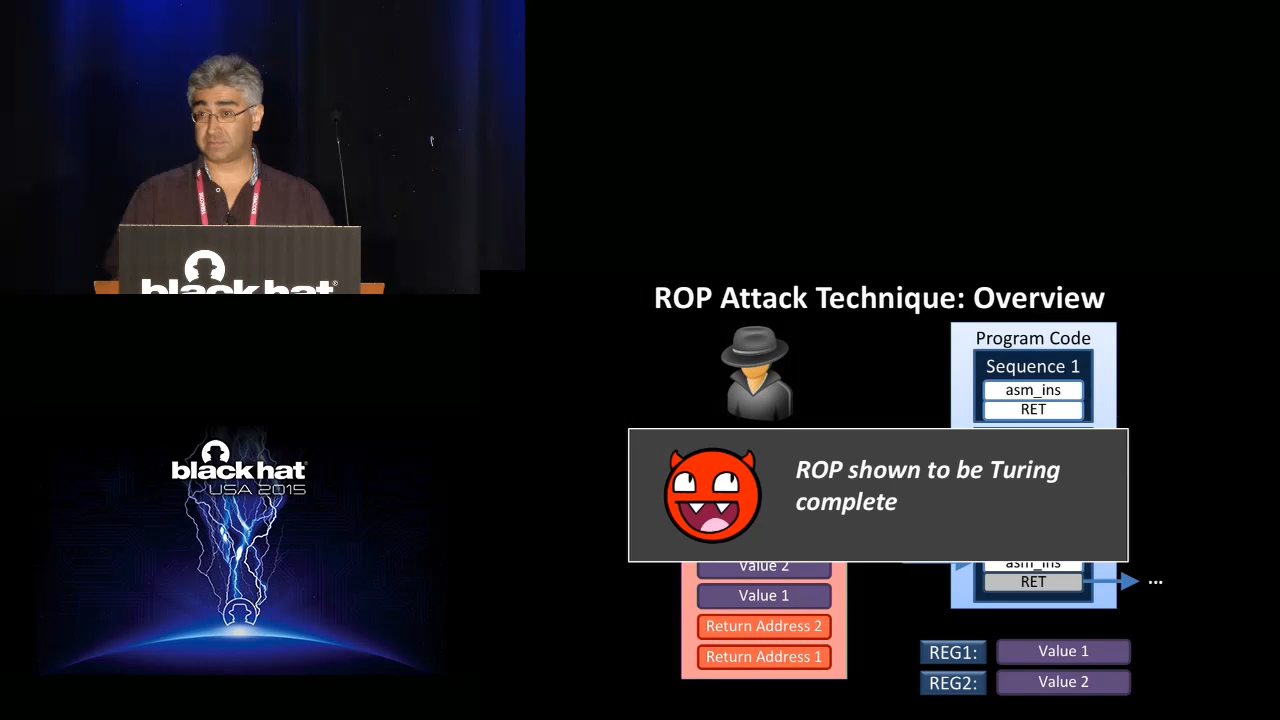 black hat
ROP Attack Technique: Overview
Program Code
Sequence 1
asm_ins
RET
ROP shown to be Turing
complete
asm_ins
RET
...
Value 2
Value 1
Return Address 2
Return Address 1
REG1:
Value 1
REG2:
Value 2
black hat
USA 2015